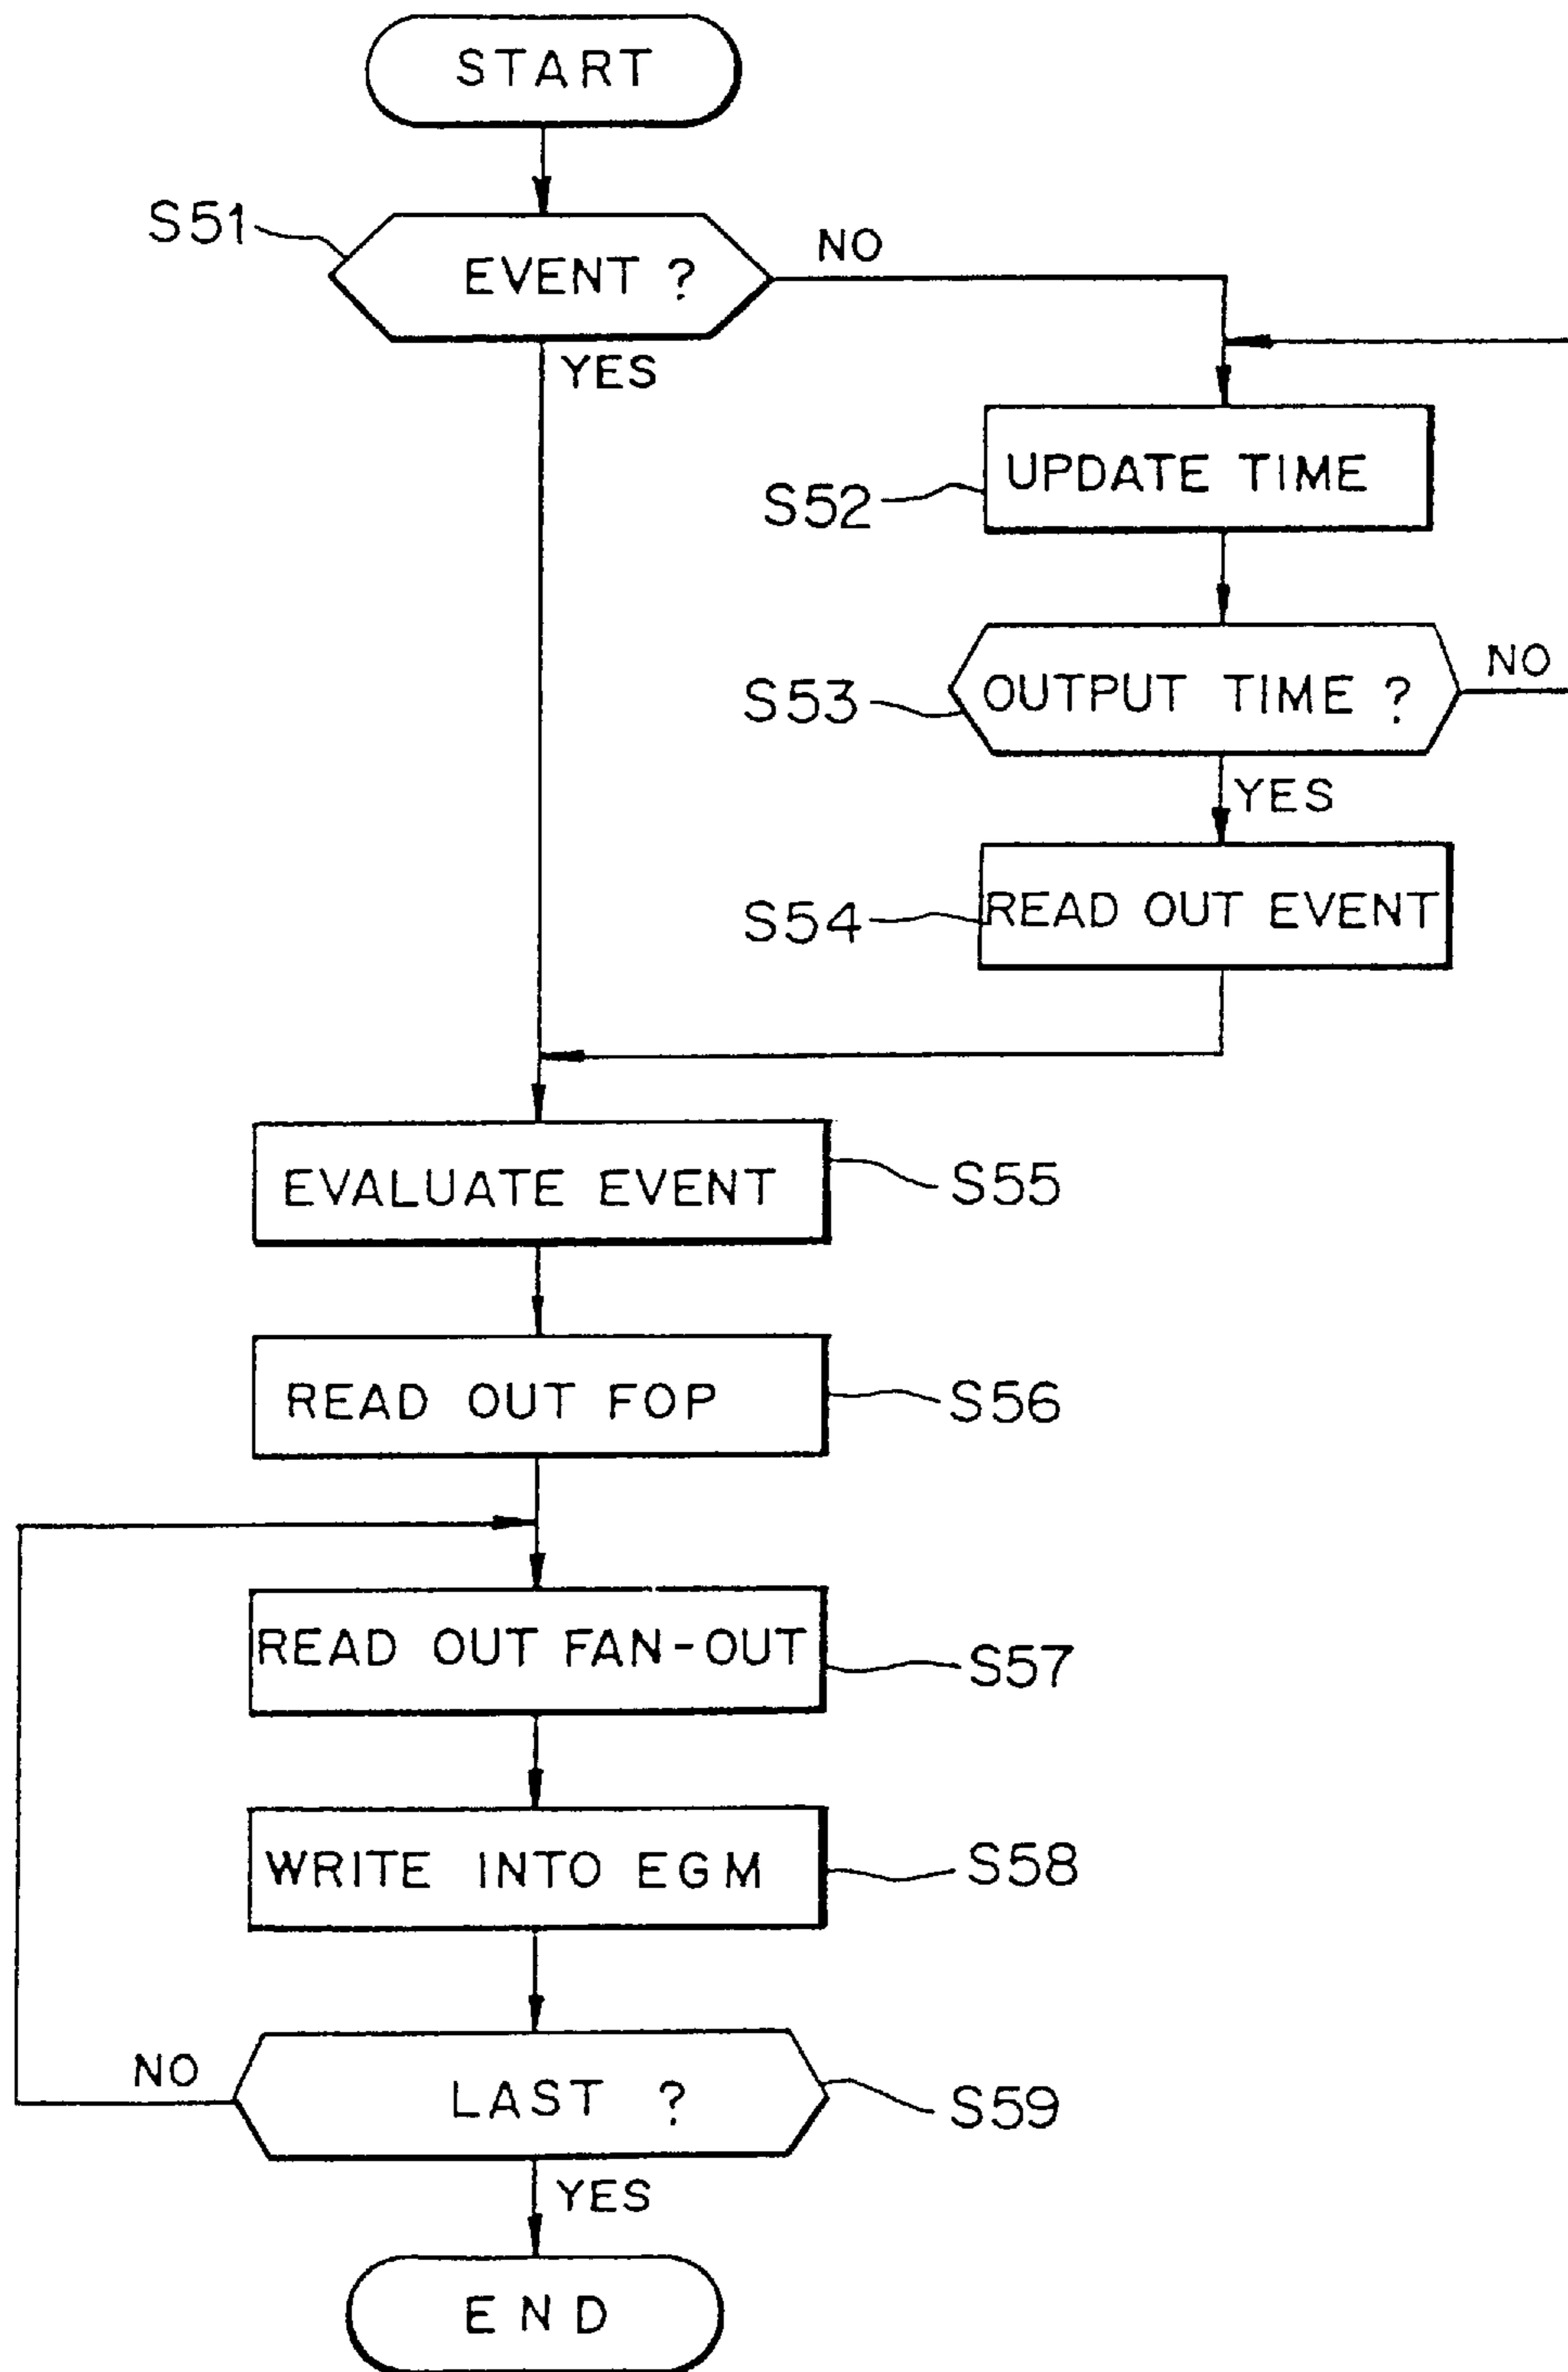 START
S51
EVENT ?
NO
YES
UPDATE TIME
S52
OUTPUT TIME ?
NO
S53
YES
READ OUT EVENT
S54
EVALUATE EVENT
S55
READ OUT FOP
S56
READ OUT FAN-OUT
S57
WRITE INTO EGM
S58
NO
LAST ?
S59
YES
END